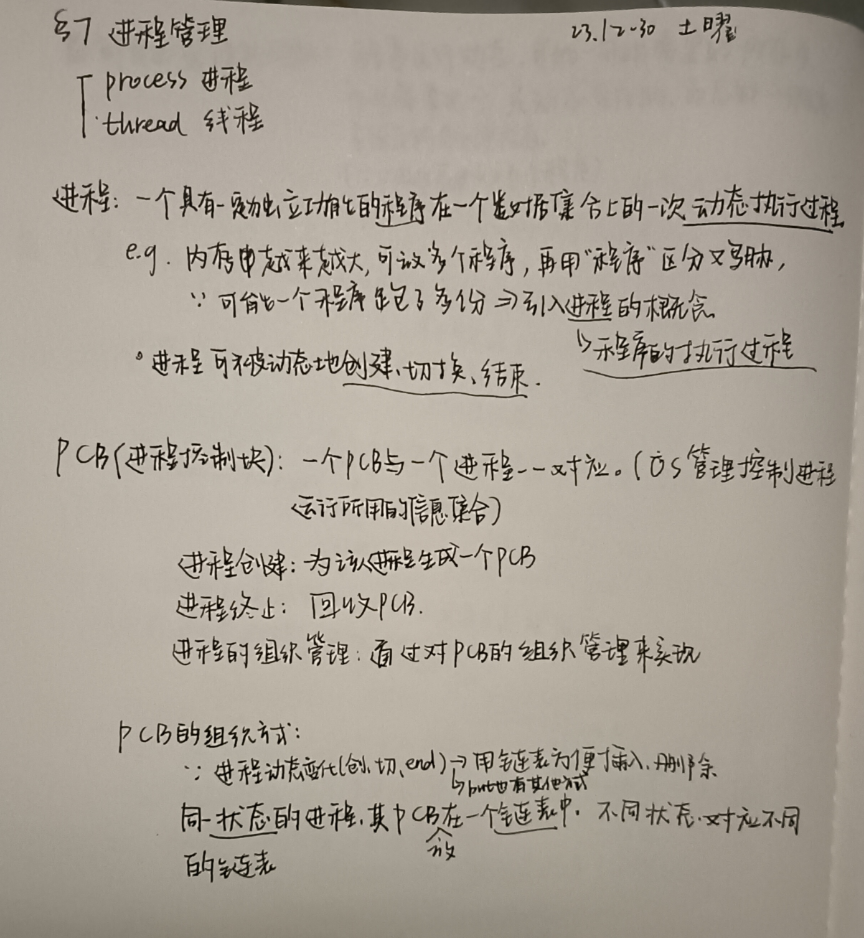 §7 进程管理 23.12.30 土曜
process 进程
thread 线程
进程：一个具有一定独立功能的程序在一个数据集合上的一次动态执行过程
e.g. 内存越来越大，可放多个程序，再用“程序”区分又写肋，
∵ 可能一个程序跑了多份 ⇒ 引入进程的概念
↳ 程序的执行过程
∘ 进程可不被动态地创建、切换、结束.
PCB(进程控制块)：一个PCB与一个进程一一对应。(OS管理控制进程
运行所用的信息集合)
进程创建：为该进程生成一个PCB
进程终止：回收PCB.
进程的组织管理：通过对PCB的组织管理来实现
PCB的组织方式：
∵ 进程动态变化(创、切、end) → 用链表方便插入、删除
↳ but也有其他方式
同一状态的进程，其PCB放在一个链表中，不同状态对应不同
的链表